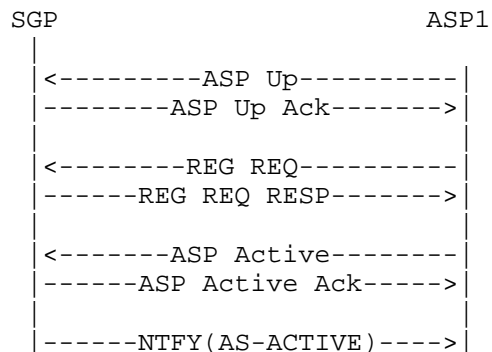 SGP ASP1
|
|<---------ASP Up----------|
|--------ASP Up Ack------->|
| |
|<--------REG REQ----------|
|------REG REQ RESP------->|
| |
|<-------ASP Active--------|
|------ASP Active Ack----->|
| |
|------NTFY(AS-ACTIVE)---->|